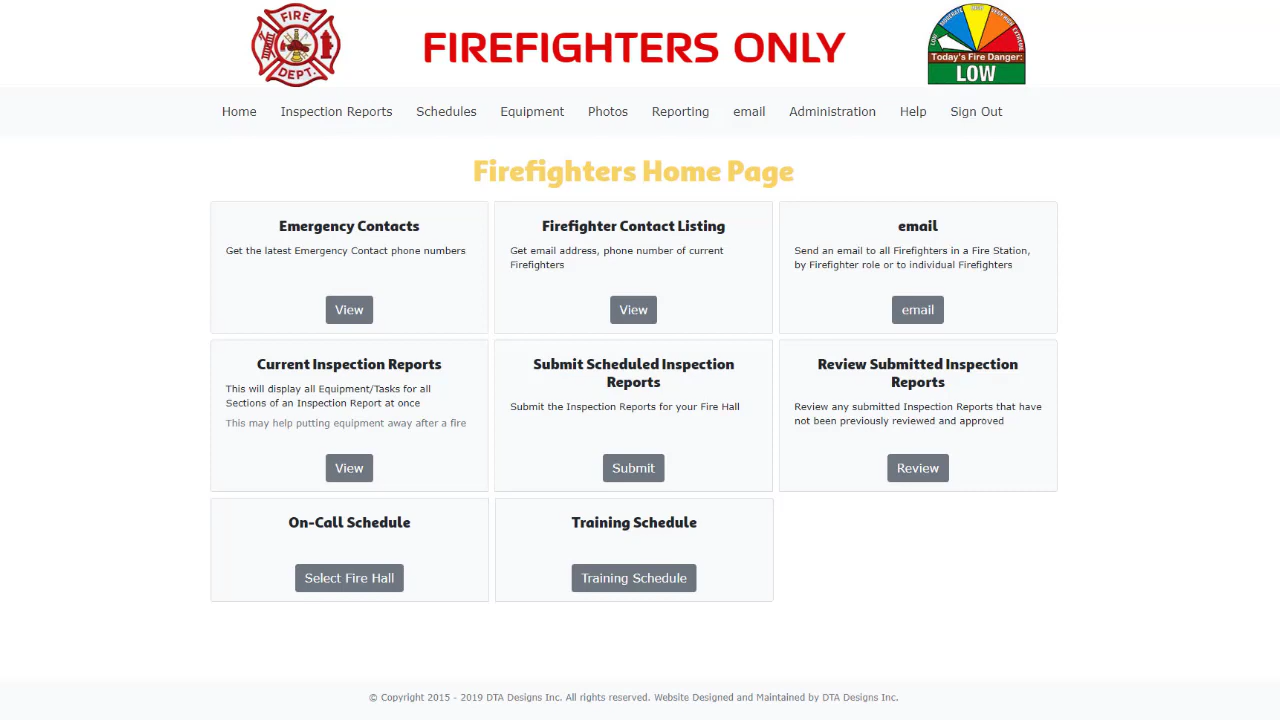 FIRE
DEPT.
FIREFIGHTERS ONLY
LOW
MODERATE
HIGH
VERY HIGH
EXTREME
Today's Fire Danger:
LOW
Home Inspection Reports Schedules Equipment Photos Reporting email Administration Help Sign Out
Firefighters Home Page
Emergency Contacts
Get the latest Emergency Contact phone numbers
View
Firefighter Contact Listing
Get email address, phone number of current
Firefighters
View
email
Send an email to all Firefighters in a Fire Station,
by Firefighter role or to individual Firefighters
email
Current Inspection Reports
This will display all Equipment/Tasks for all
Sections of an Inspection Report at once
This may help putting equipment away after a fire
View
Submit Scheduled Inspection
Reports
Submit the Inspection Reports for your Fire Hall
Submit
Review Submitted Inspection
Reports
Review any submitted Inspection Reports that have
not been previously reviewed and approved
Review
On-Call Schedule
Select Fire Hall
Training Schedule
Training Schedule
© Copyright 2015 - 2019 DTA Designs Inc. All rights reserved. Website Designed and Maintained by DTA Designs Inc.